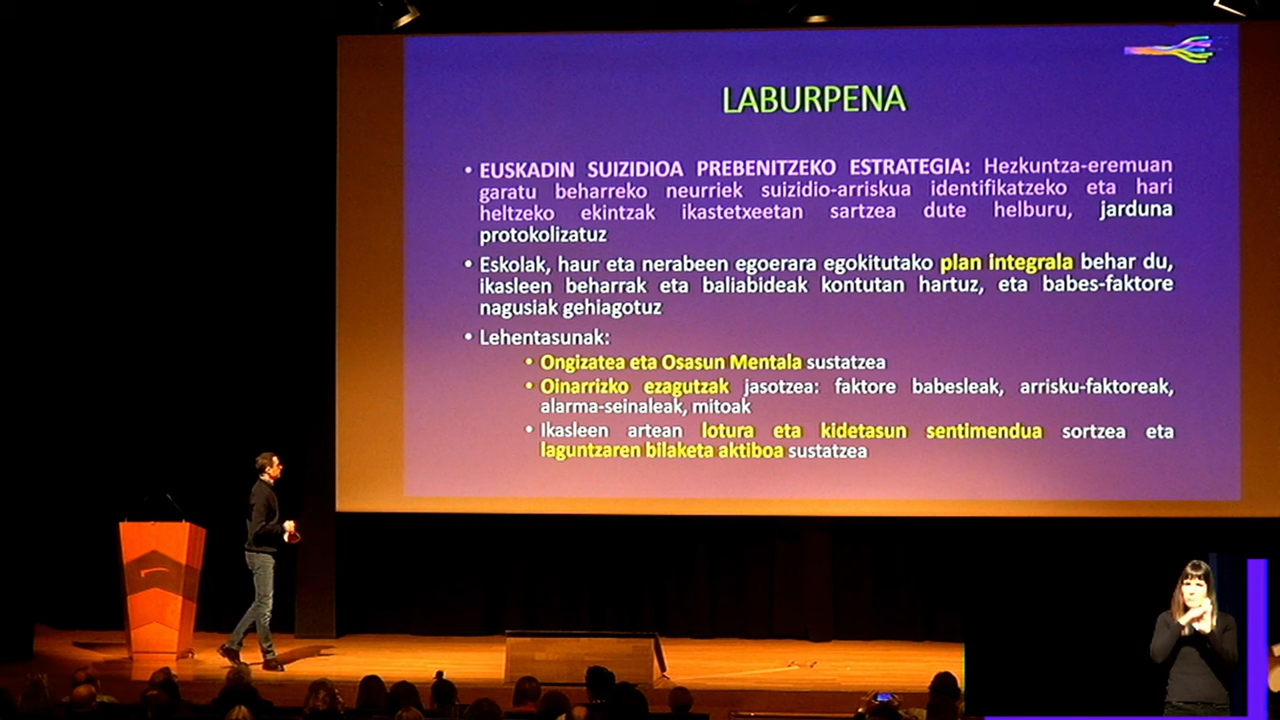 LABURPENA
• EUSKADIN SUIZIDIOA PREBENITZEKO ESTRATEGIA: Hezkuntza-eremuan
garatu beharreko neurriek suizidio-arriskua identifikatzeko eta hari
heltzeko ekintzak ikastetxeetan sartzea dute helburu, jarduna
protokolizatuz
• Eskolak, haur eta nerabeen egoerara egokitutako plan integrala behar du,
ikasleen beharrak eta baliabideak kontutan hartuz, eta babes-faktore
nagusiak gehiagotuz
• Lehentasunak:
• Ongizatea eta Osasun Mentala sustatzea
• Oinarrizko ezagutzak jasotzea: faktore babesleak, arrisku-faktoreak,
alarma-seinaleak, mitoak
• Ikasleen artean lotura eta kidetasun sentimendua sortzea eta
laguntzaren bilaketa aktiboa sustatzea